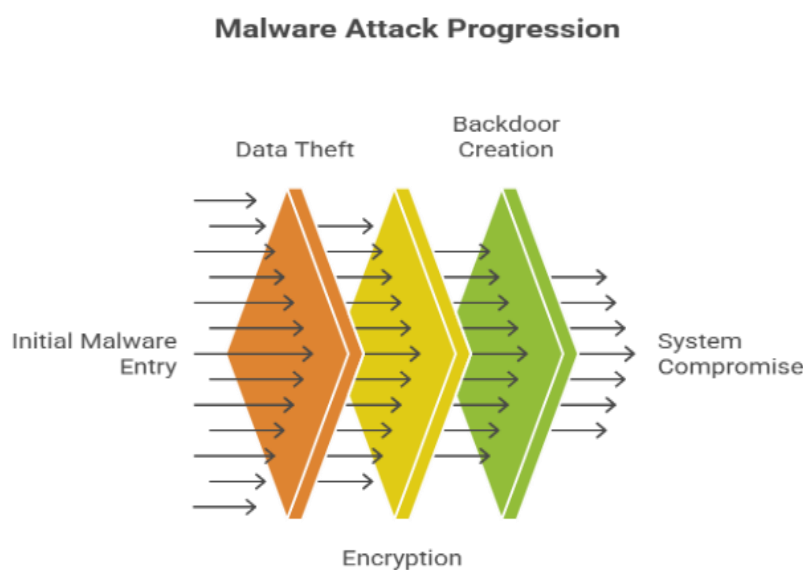 Malware Attack Progression
Backdoor
Creation
Data Theft
Initial Malware
Entry
System
Compromise
Encryption